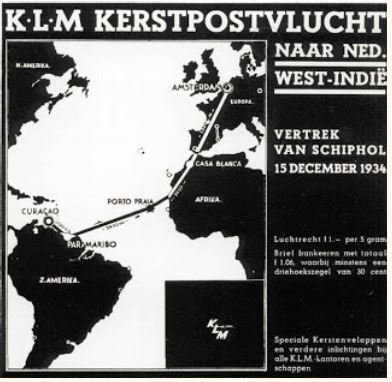 K·L·M KERSTPOSTVLUCHT
NAAR NED.
WEST-INDIË
VERTREK
VAN SCHIPHOL
15 DECEMBER 1934
Luchtrecht f 1.- per 5 gram
Brief frankeeren met totaal
f 1.06, waarbij minstens een
driehoekszegel van 30 cent
Speciale Kerstenveloppen
en verdere inlichtingen bij
alle K.L.M.-kantoren en agent-
schappen
N. AMERIKA.
AMSTERDAM
EUROPA.
CASA BLANCA.
PORTO PRAIA
AFRIKA.
CURAÇAO
PARAMARIBO
Z. AMERIKA.
KLM